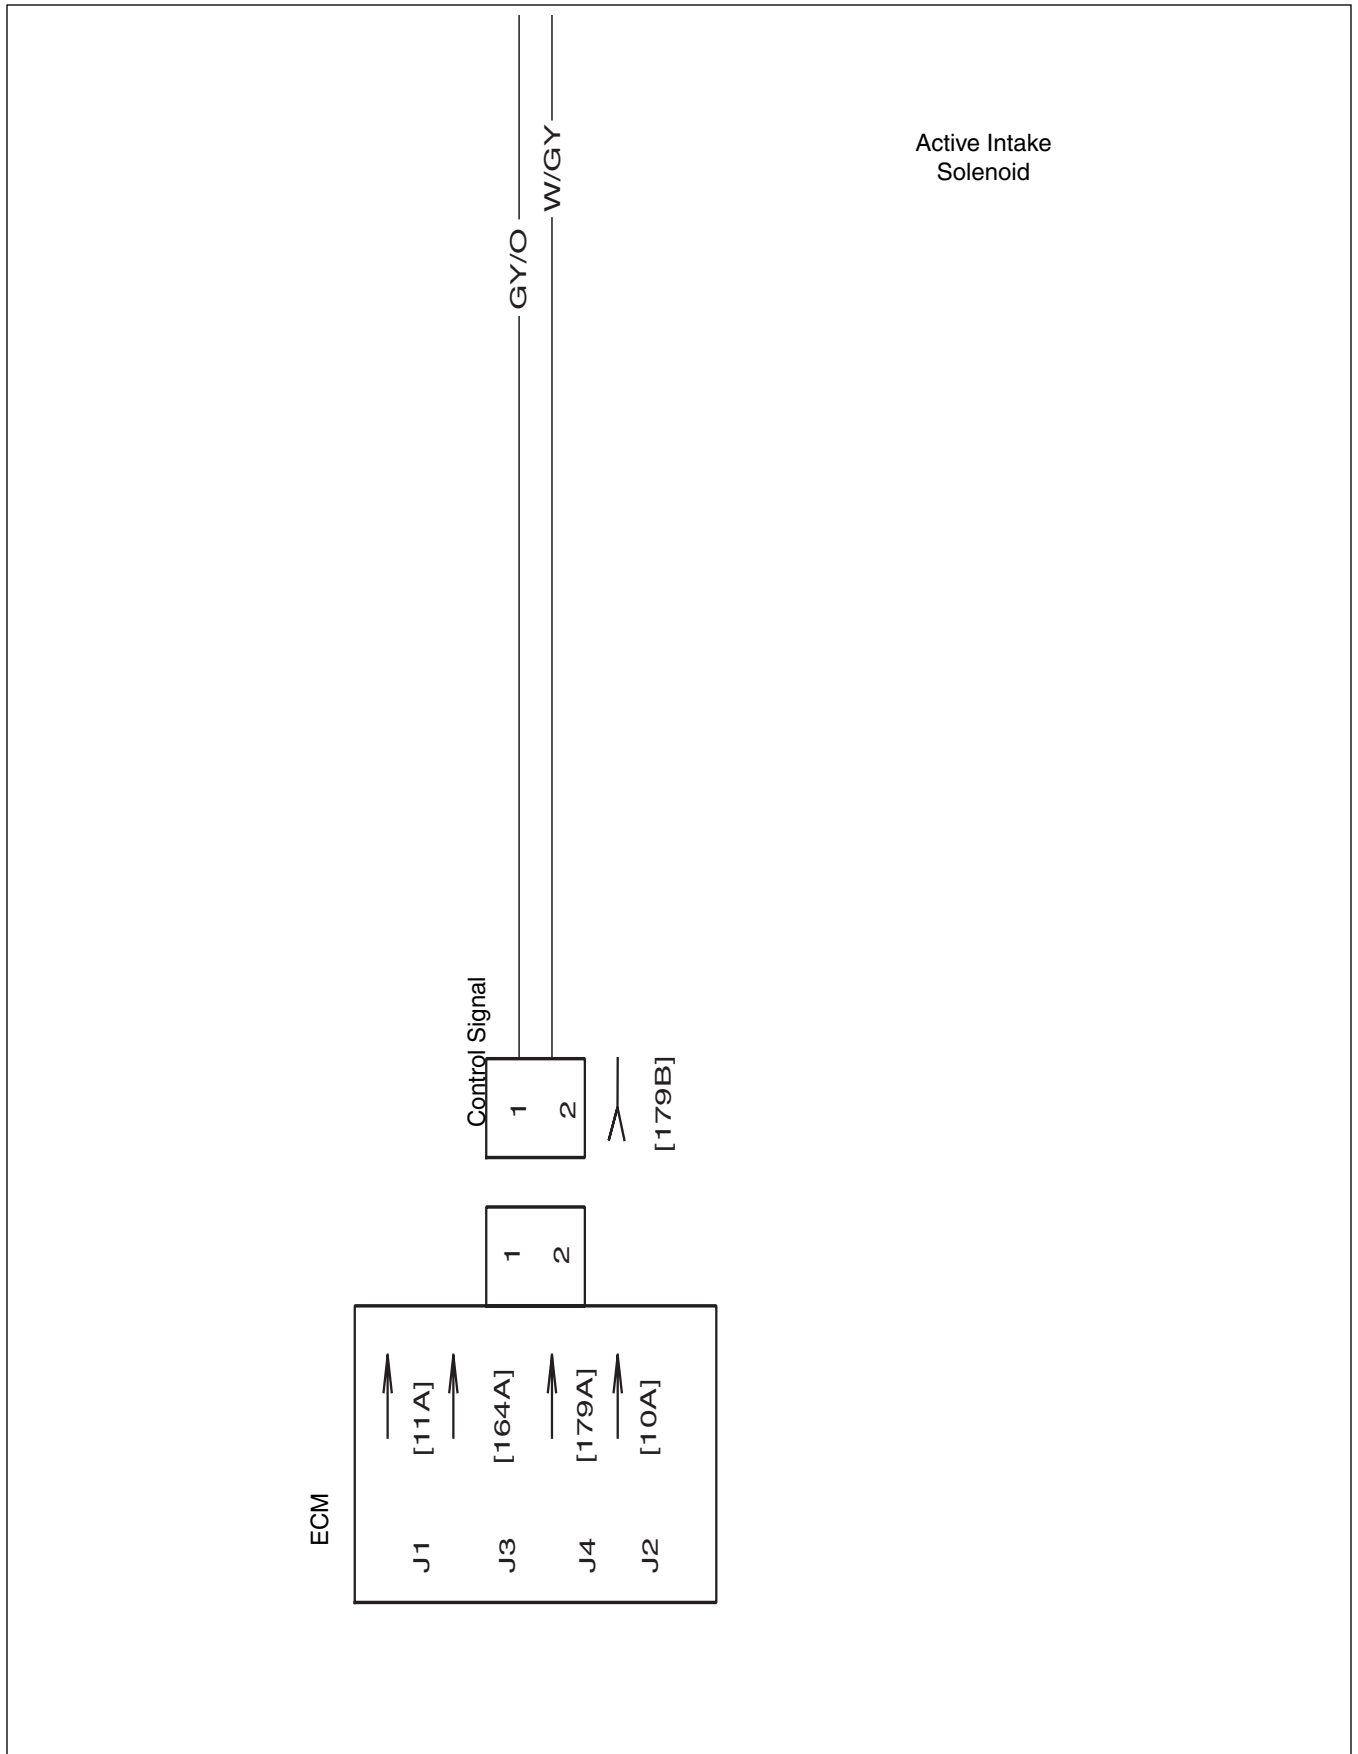 Active Intake
Solenoid
W/GY
GY/O
Control Signal
1
2
[179B]
1
2
ECM
[11A]
[164A]
[179A]
[10A]
J1
J3
J4
J2